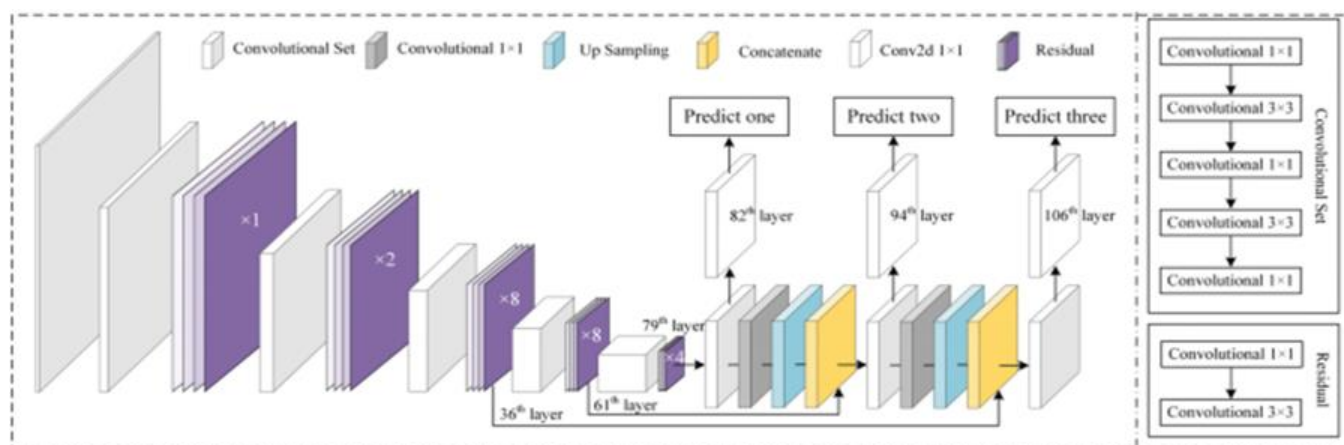 Convolutional Set
Convolutional 1×1
Up Sampling
Concatenate
Conv2d 1×1
Residual
Predict one
Predict two
Predict three
82th layer
94th layer
106th layer
×1
×2
×8
×8
×4
79th layer
61th layer
36th layer
Convolutional 1×1
Convolutional 3×3
Convolutional 1×1
Convolutional 3×3
Convolutional 1×1
Convolutional Set
Convolutional 1×1
Convolutional 3×3
Residual